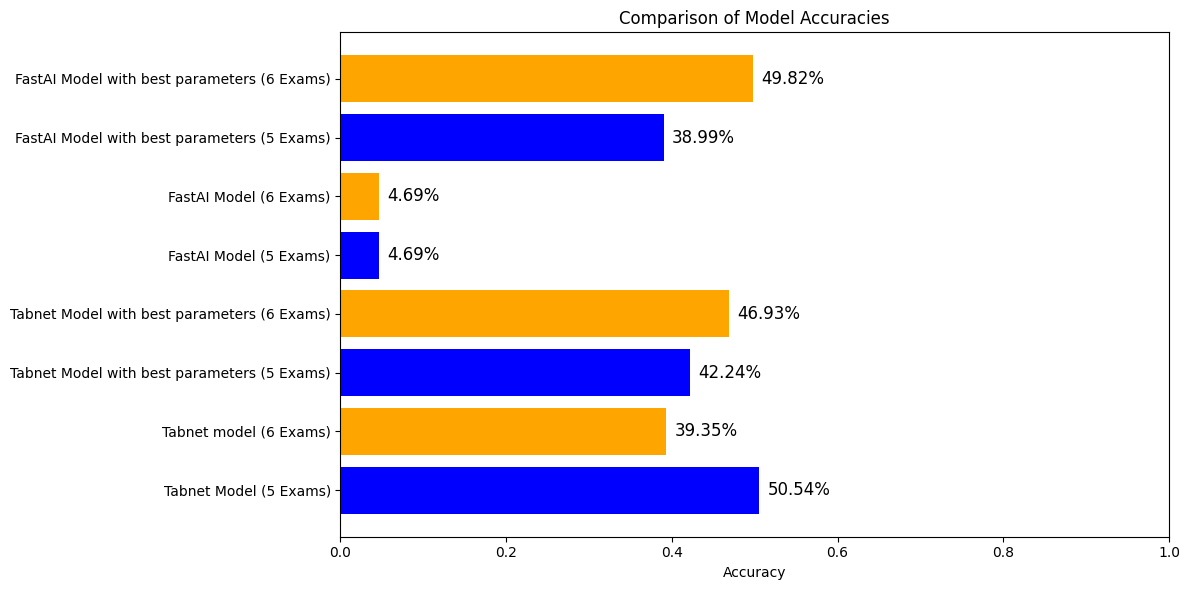 Comparison of Model Accuracies
FastAI Model with best parameters (6 Exams)
49.82%
FastAI Model with best parameters (5 Exams)
38.99%
FastAI Model (6 Exams)
4.69%
FastAI Model (5 Exams)
4.69%
Tabnet Model with best parameters (6 Exams)
46.93%
Tabnet Model with best parameters (5 Exams)
42.24%
Tabnet model (6 Exams)
39.35%
Tabnet Model (5 Exams)
50.54%
0.0 0.2 0.4 0.6 0.8 1.0
Accuracy